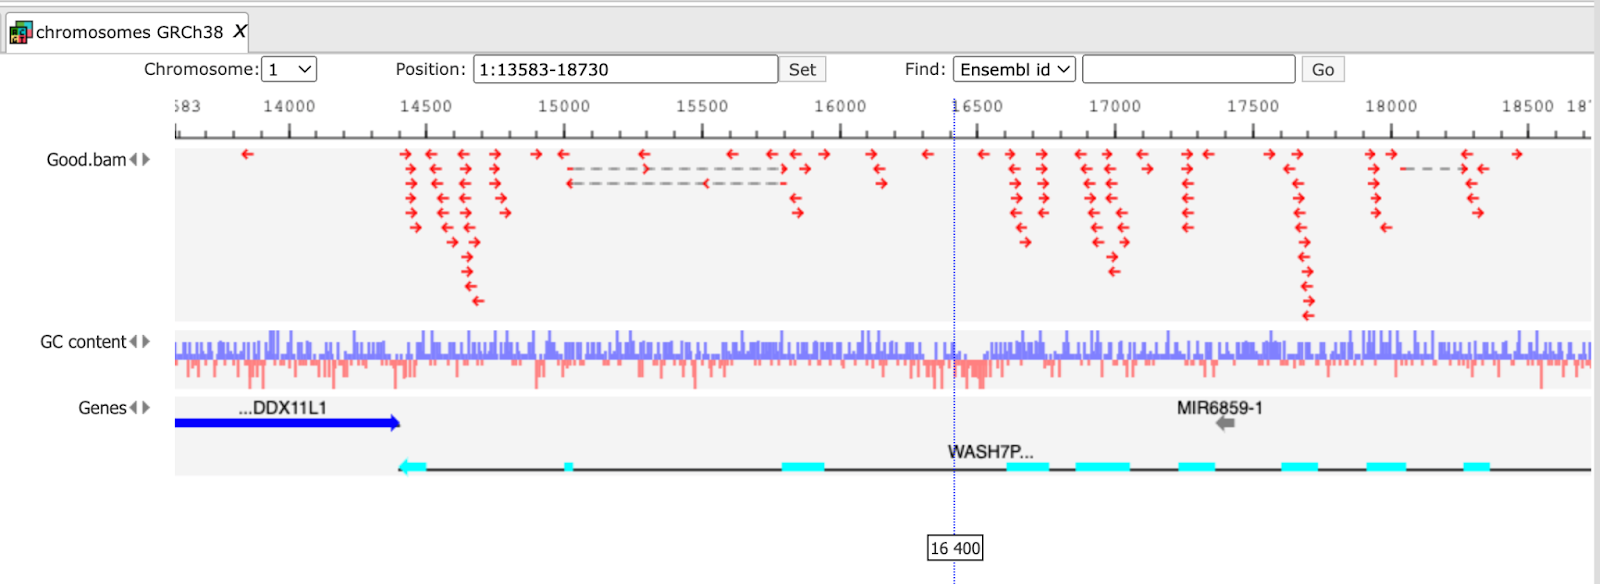 chromosomes GRCh38 X
Chromosome: 1 Position: 1:13583-18730 Set Find: Ensembl id Go
583 14000 14500 15000 15500 16000 16500 17000 17500 18000 18500 187
Good.bam
GC content
Genes
...DDX11L1 MIR6859-1
WASH7P...
16 400